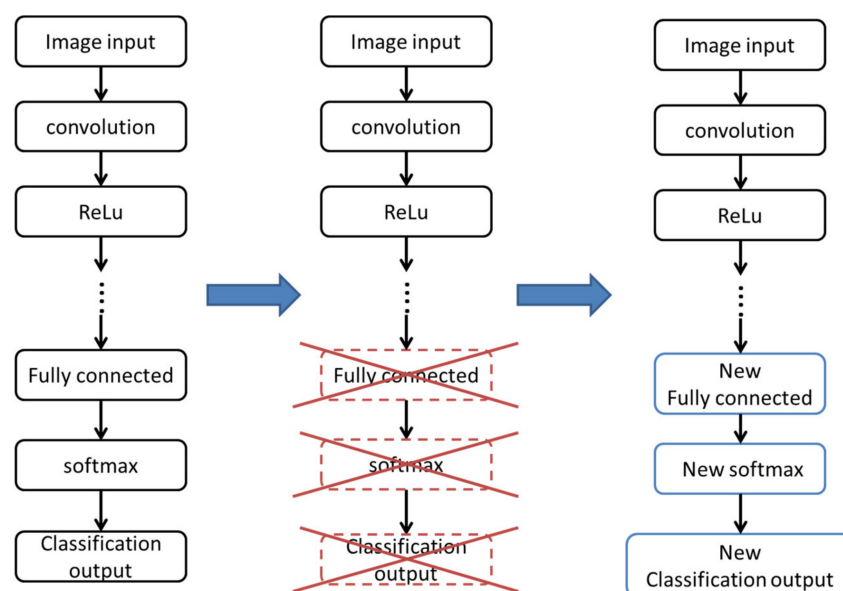 Image input
convolution
ReLu
Fully connected
softmax
Classification
output
Image input
convolution
ReLu
Fully connected
softmax
Classification
output
Image input
convolution
ReLu
New
Fully connected
New softmax
New
Classification output